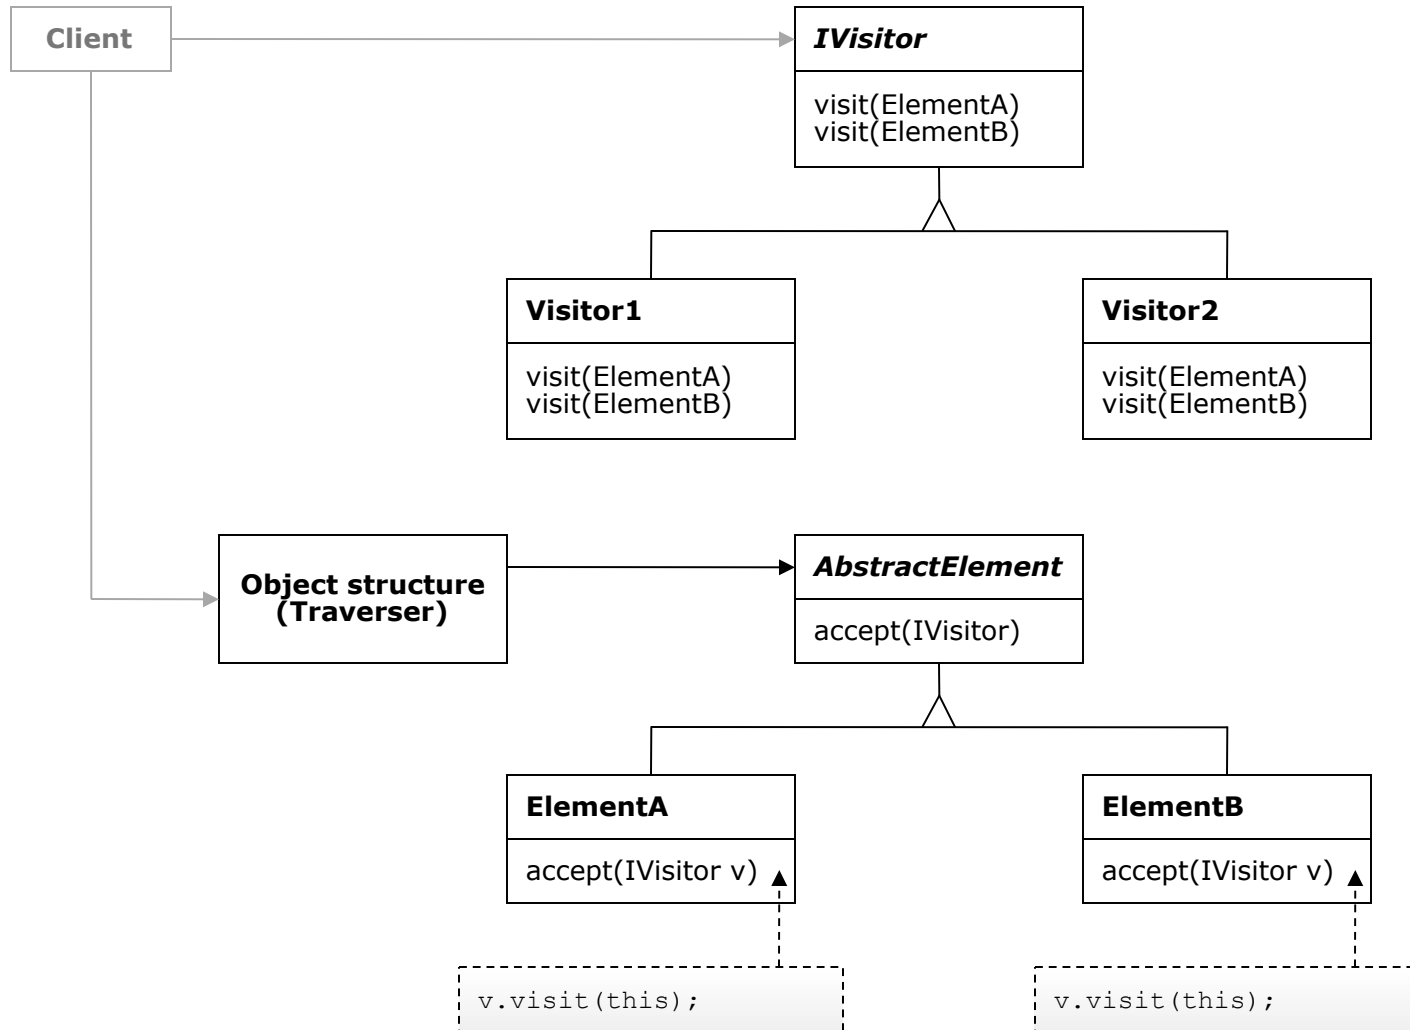 Client
IVisitor
visit(ElementA)
visit(ElementB)
Visitor1
visit(ElementA)
visit(ElementB)
Visitor2
visit(ElementA)
visit(ElementB)
Object structure
(Traverser)
AbstractElement
accept(IVisitor)
ElementA
accept(IVisitor v)
v.visit(this);
ElementB
accept(IVisitor v)
v.visit(this);